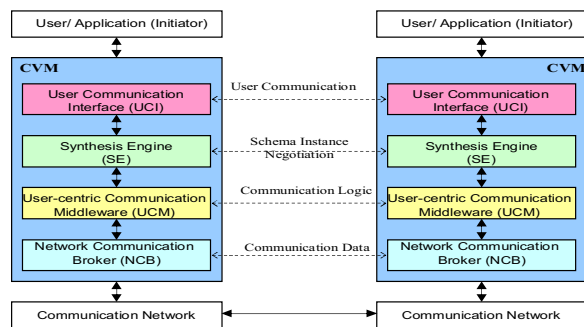 User/ Application (Initiator)
User/ Application (Initiator)
CVM
CVM
User Communication
Interface (UCI)
User Communication
User Communication
Interface (UCI)
Synthesis Engine
(SE)
Schema Instance
Negotiation
Synthesis Engine
(SE)
User-centric Communication
Middleware (UCM)
Communication Logic
User-centric Communication
Middleware (UCM)
Network Communication
Broker (NCB)
Communication Data
Network Communication
Broker (NCB)
Communication Network
Communication Network